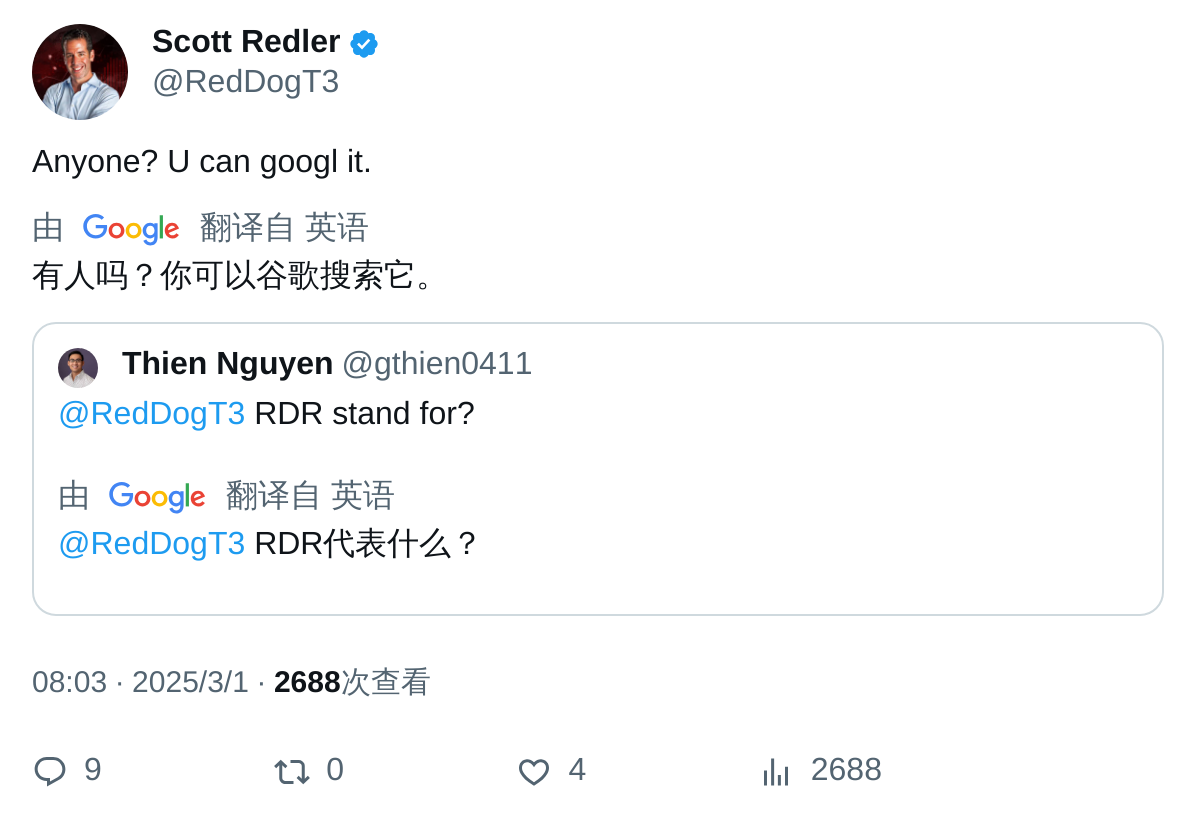 Scott Redler
@RedDogT3
Anyone? U can googl it.
由 Google 翻译自 英语
有人吗？你可以谷歌搜索它。
Thien Nguyen @gthien0411
@RedDogT3 RDR stand for?
由 Google 翻译自 英语
@RedDogT3 RDR代表什么？
08:03 · 2025/3/1 · 2688次查看
9 0 4 2688